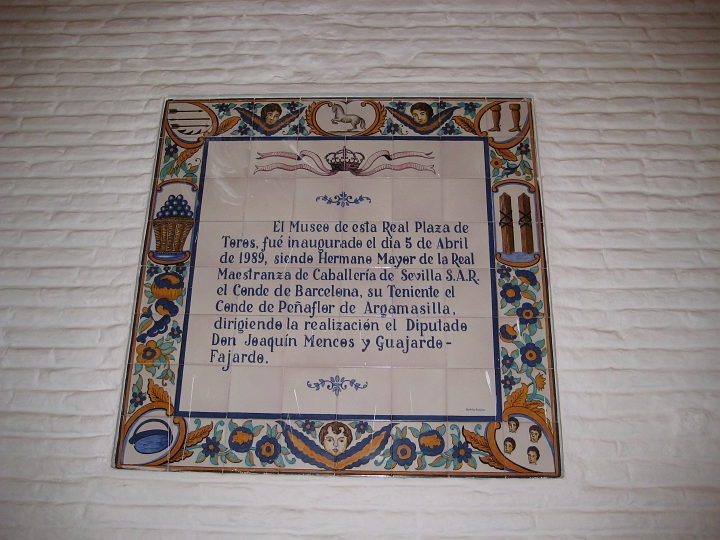 El Museo de esta Real Plaza de
Toros, fué inaugurado el día 5 de Abril
de 1989, siendo Hermano Mayor de la Real
Maestranza de Caballería de Sevilla S.A.R.
el Conde de Barcelona, su Teniente el
Conde de Peñaflor de Argamasilla,
dirigiendo la realización el Diputado
Don Joaquín Mencos y Guajardo-
Fajardo.